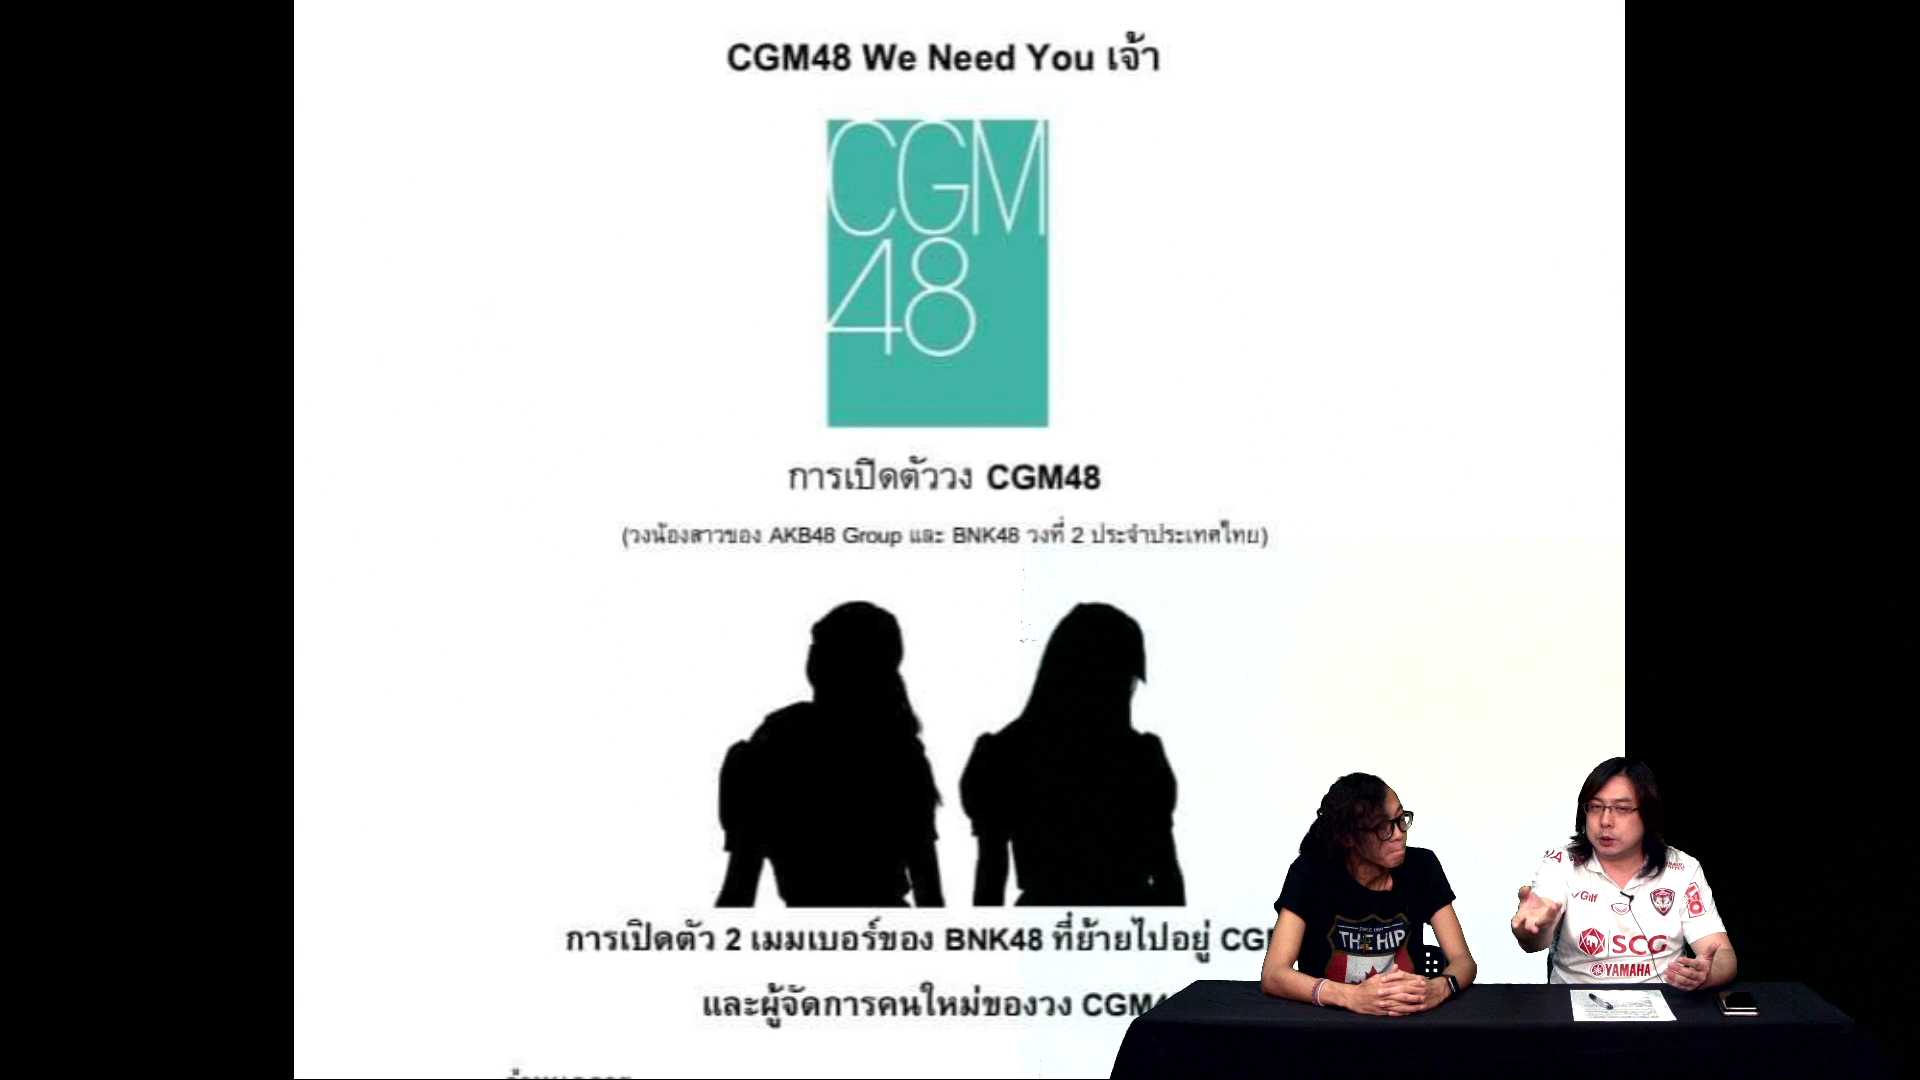 CGM48 We Need You เจ้า
CGM
48
การเปิดตัววง CGM48
(วงน้องสาวของ AKB48 Group และ BNK48 วงที่ 2 ประจำประเทศไทย)
การเปิดตัว 2 เมมเบอร์ของ BNK48 ที่ย้ายไปอยู่
และผู้จัดการคนใหม่ของวง
THE HIP
Gilf
SCG
YAMAHA